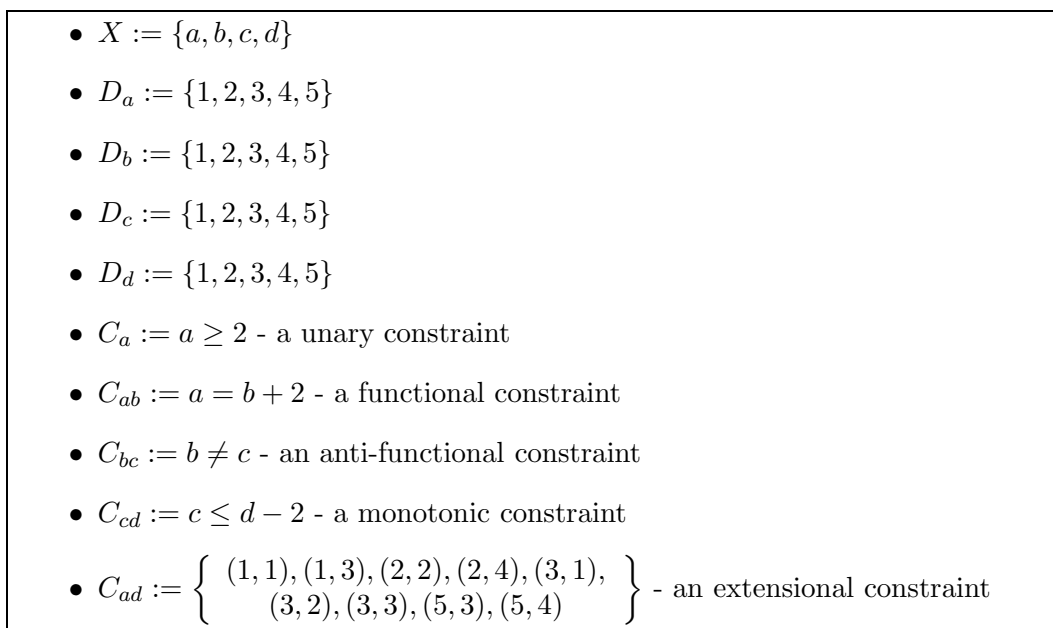 • X := {a, b, c, d}
• D_a := {1, 2, 3, 4, 5}
• D_b := {1, 2, 3, 4, 5}
• D_c := {1, 2, 3, 4, 5}
• D_d := {1, 2, 3, 4, 5}
• C_a := a ≥ 2 - a unary constraint
• C_ab := a = b + 2 - a functional constraint
• C_bc := b ≠ c - an anti-functional constraint
• C_cd := c ≤ d − 2 - a monotonic constraint
• C_ad := { (1, 1), (1, 3), (2, 2), (2, 4), (3, 1),
(3, 2), (3, 3), (5, 3), (5, 4) } - an extensional constraint